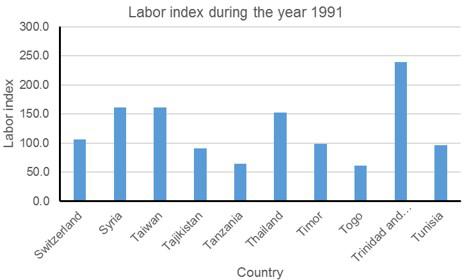 Labor index during the year 1991
300.0
250.0
200.0
150.0
100.0
50.0
0.0
Labor index
Switzerland
Syria
Taiwan
Tajikistan
Tanzania
Thailand
Timor
Togo
Trinidad and...
Tunisia
Country